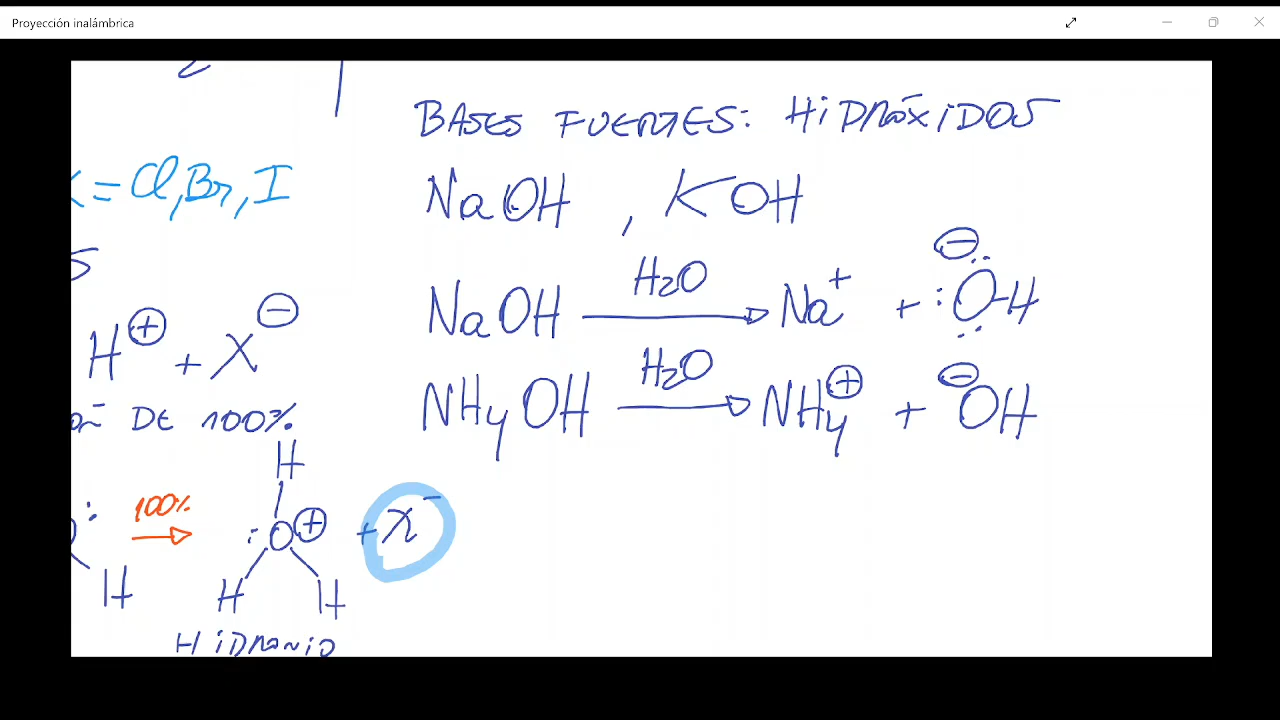 Proyección inalámbrica
BASES FUERTES: HiDRÓXiDOS
NaOH , KOH
= Cl, Br, I
NaOH H2O → Na+ + :O-H ⊖
H⊕ + X⊖
NH4OH H2O → NH4⊕ + ⊖OH
DE 100%
H
100% → :O⊕ + X-
H
H H
HiDRONiO